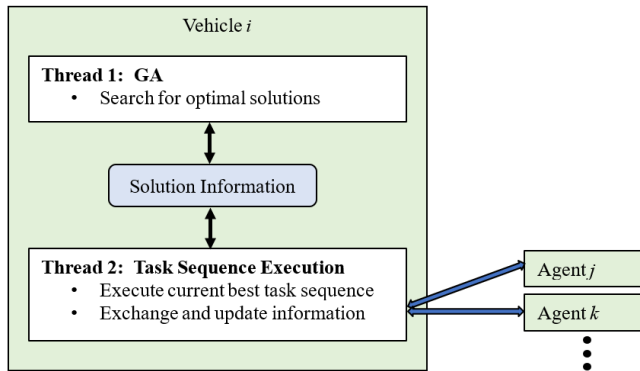 Vehicle i
Thread 1: GA
• Search for optimal solutions
Solution Information
Thread 2: Task Sequence Execution
• Execute current best task sequence
• Exchange and update information
Agent j
Agent k